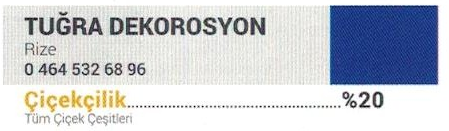 TUĞRA DEKOROSYON
Rize
0 464 532 68 96
Çiçekçilik........................................%20
Tüm Çiçek Çeşitleri